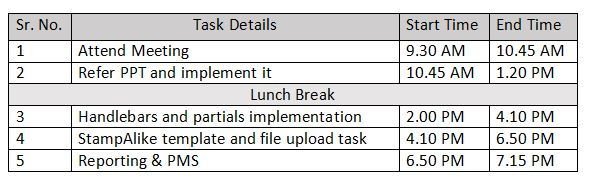 Sr. No. Task Details Start Time End Time
1 Attend Meeting 9.30 AM 10.45 AM
2 Refer PPT and implement it 10.45 AM 1.20 PM
Lunch Break
3 Handlebars and partials implementation 2.00 PM 4.10 PM
4 StampAlike template and file upload task 4.10 PM 6.50 PM
5 Reporting & PMS 6.50 PM 7.15 PM